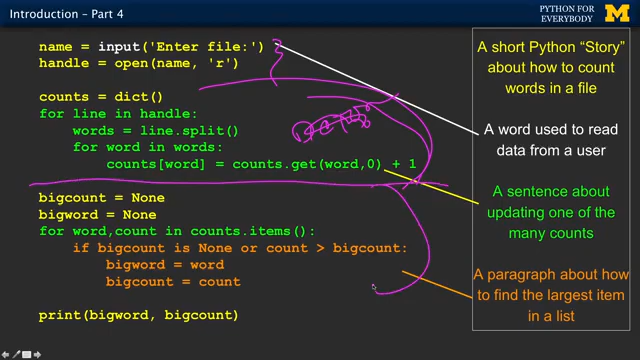 Introduction - Part 4
PYTHON FOR
EVERYBODY
name = input('Enter file:')
handle = open(name, 'r')
counts = dict()
for line in handle:
words = line.split()
for word in words:
counts[word] = counts.get(word,0) + 1
bigcount = None
bigword = None
for word,count in counts.items():
if bigcount is None or count > bigcount:
bigword = word
bigcount = count
print(bigword, bigcount)
A short Python “Story”
about how to count
words in a file
A word used to read
data from a user
A sentence about
updating one of the
many counts
A paragraph about how
to find the largest item
in a list